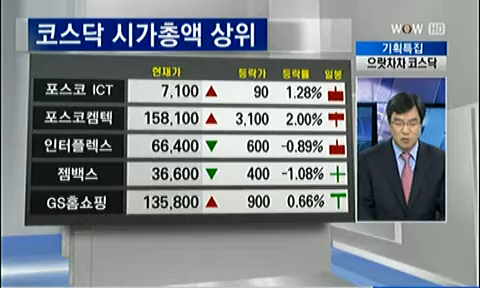 코스닥 시가총액 상위
WOW HD
기획특집
으랏차차 코스닥
현재가 등락가 등락률 일봉
포스코 ICT 7,100 ▲ 90 1.28%
포스코켐텍 158,100 ▲ 3,100 2.00%
인터플렉스 66,400 ▼ 600 -0.89%
젬백스 36,600 ▼ 400 -1.08%
GS홈쇼핑 135,800 ▲ 900 0.66%